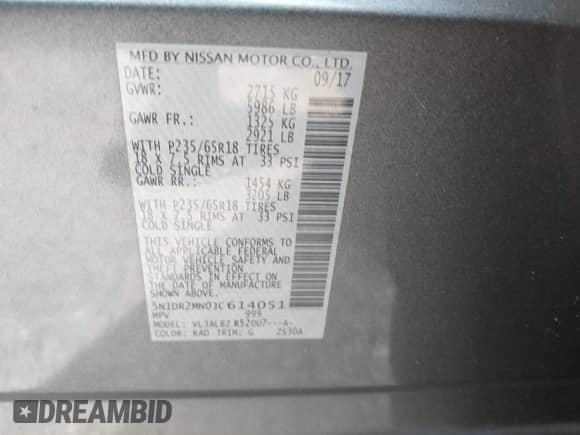 MFD BY NISSAN MOTOR CO., LTD.
DATE: 09/17
GVWR: 2715 KG
5986 LB
GAWR FR.: 1325 KG
2921 LB
WITH P235/65R18 TIRES
18 X 7.5 RIMS AT 33 PSI
COLD SINGLE
GAWR RR.: 1454 KG
3205 LB
WITH P235/65R18 TIRES
18 X 7.5 RIMS AT 33 PSI
COLD SINGLE
THIS VEHICLE CONFORMS TO
ALL APPLICABLE FEDERAL
MOTOR VEHICLE SAFETY AND
THEFT PREVENTION
STANDARDS IN EFFECT ON
THE DATE OF MANUFACTURE
SHOWN ABOVE.
5N1DR2MN0JC614051
MPV 999
MODEL: VL3ALBZ R52UU7---A-
COLOR: KAD TRIM: G 2530A
DREAMBID